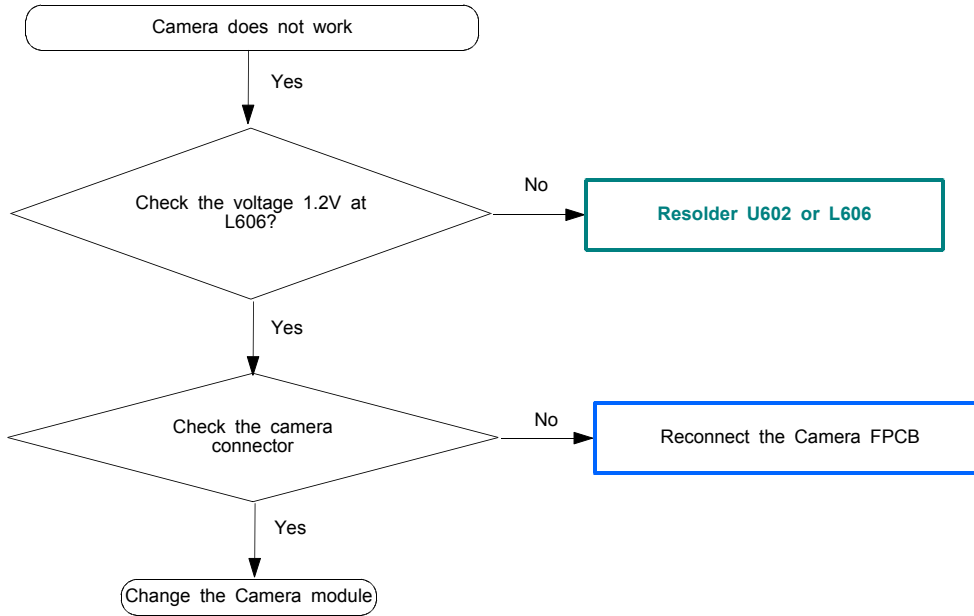 Camera does not work
Yes
Check the voltage 1.2V at
L606?
No
Resolder U602 or L606
Yes
Check the camera
connector
No
Reconnect the Camera FPCB
Yes
Change the Camera module